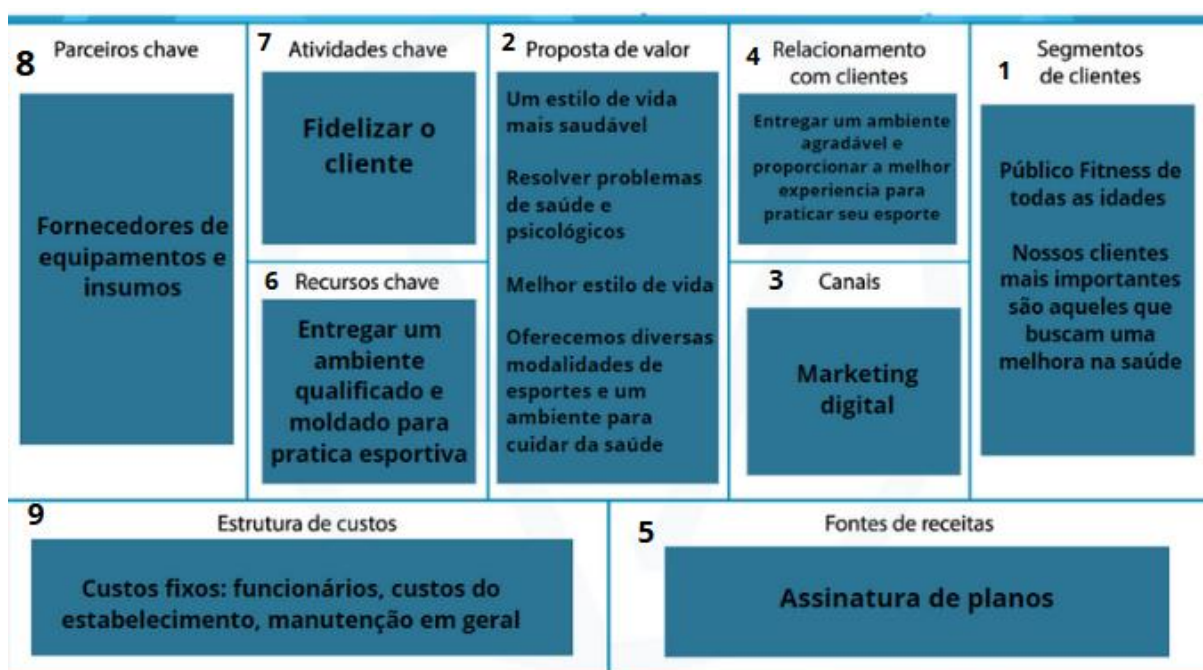 8
Parceiros chave
Fornecedores de
equipamentos e
insumos
7
Atividades chave
Fidelizar o
cliente
6
Recursos chave
Entregar um
ambiente
qualificado e
moldado para
pratica esportiva
2
Proposta de valor
Um estilo de vida
mais saudável
Resolver problemas
de saúde e
psicológicos
Melhor estilo de vida
Oferecemos diversas
modalidades de
esportes e um
ambiente para
cuidar da saúde
4
Relacionamento
com clientes
Entregar um ambiente
agradável e
proporcionar a melhor
experiencia para
praticar seu esporte
3
Canais
Marketing
digital
1
Segmentos
de clientes
Público Fitness de
todas as idades
Nossos clientes
mais importantes
são aqueles que
buscam uma
melhora na saúde
9
Estrutura de custos
Custos fixos: funcionários, custos do
estabelecimento, manutenção em geral
5
Fontes de receitas
Assinatura de planos